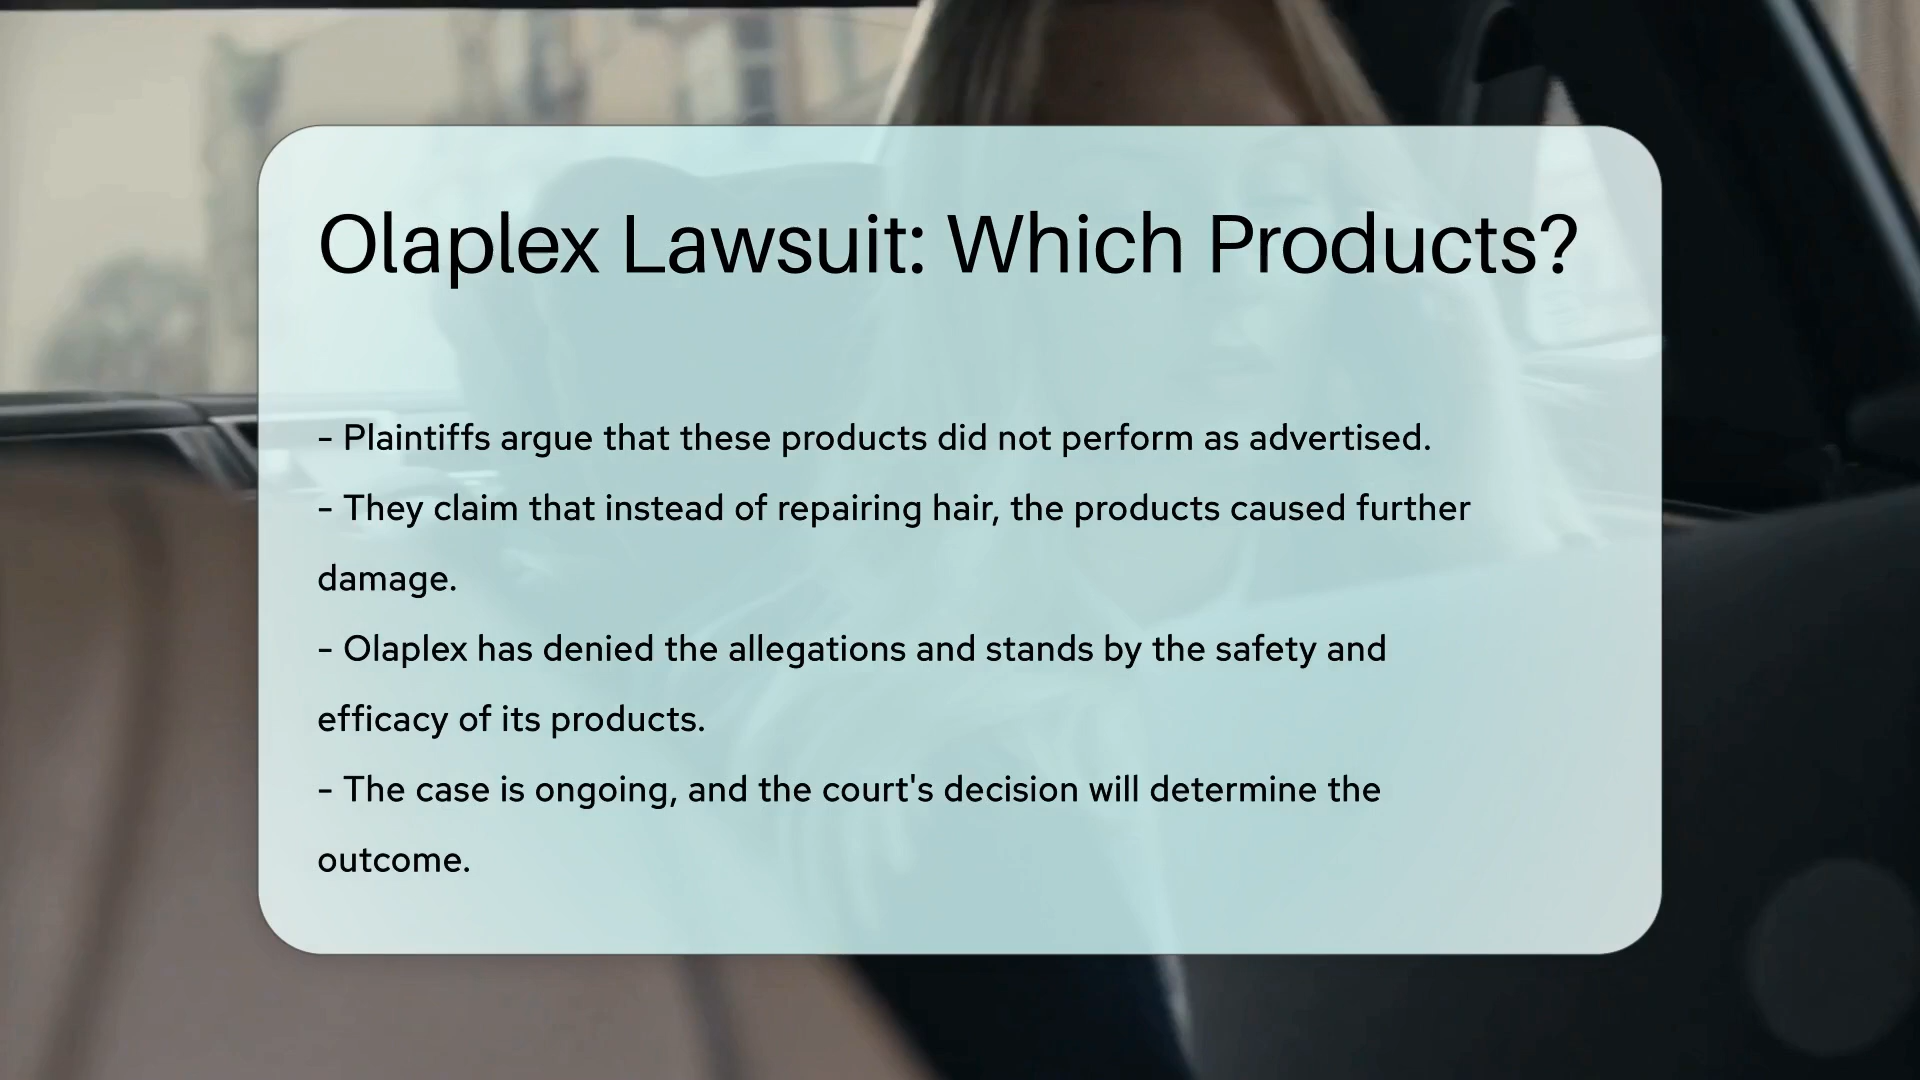 Olaplex Lawsuit: Which Products?
- Plaintiffs argue that these products did not perform as advertised.
- They claim that instead of repairing hair, the products caused further
damage.
- Olaplex has denied the allegations and stands by the safety and
efficacy of its products.
- The case is ongoing, and the court's decision will determine the
outcome.